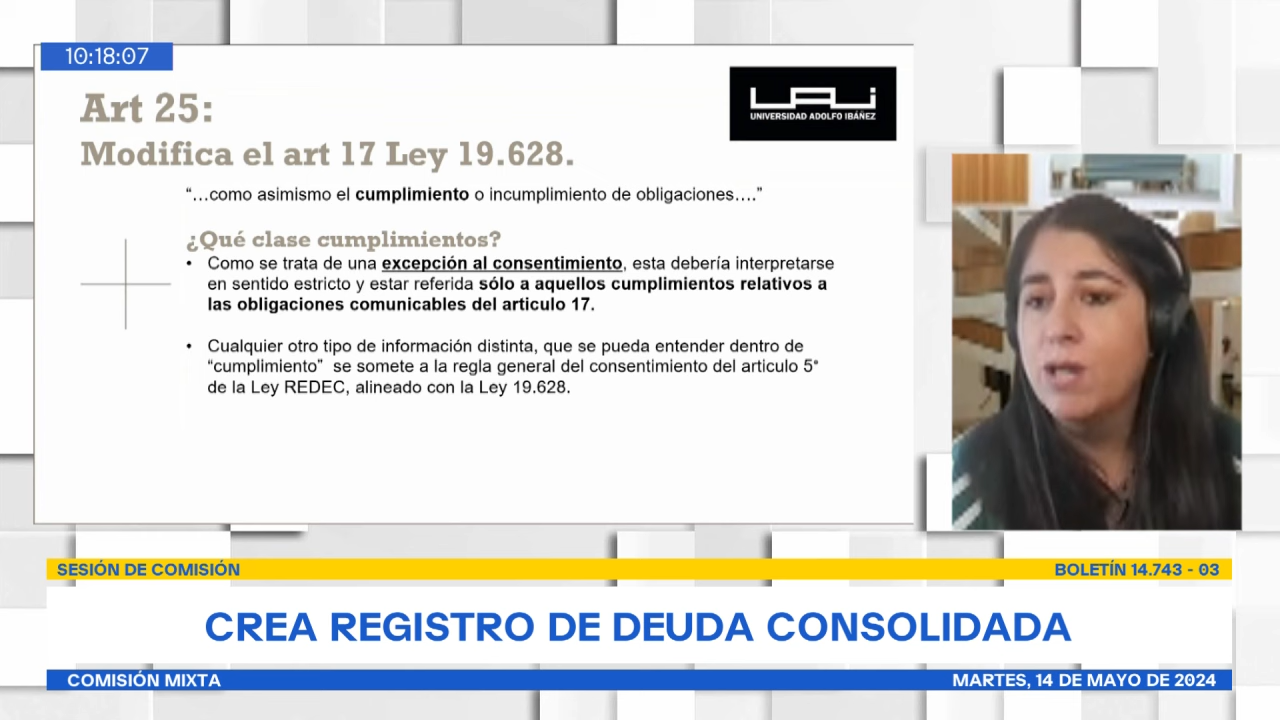 10:18:07
Art 25:
Modifica el art 17 Ley 19.628.
UAI
UNIVERSIDAD ADOLFO IBÁÑEZ
“…como asimismo el cumplimiento o incumplimiento de obligaciones….”
¿Qué clase cumplimientos?
• Como se trata de una excepción al consentimiento, esta debería interpretarse
en sentido estricto y estar referida sólo a aquellos cumplimientos relativos a
las obligaciones comunicables del articulo 17.
• Cualquier otro tipo de información distinta, que se pueda entender dentro de
“cumplimiento” se somete a la regla general del consentimiento del articulo 5°
de la Ley REDEC, alineado con la Ley 19.628.
SESIÓN DE COMISIÓN
BOLETÍN 14.743 - 03
CREA REGISTRO DE DEUDA CONSOLIDADA
COMISIÓN MIXTA
MARTES, 14 DE MAYO DE 2024